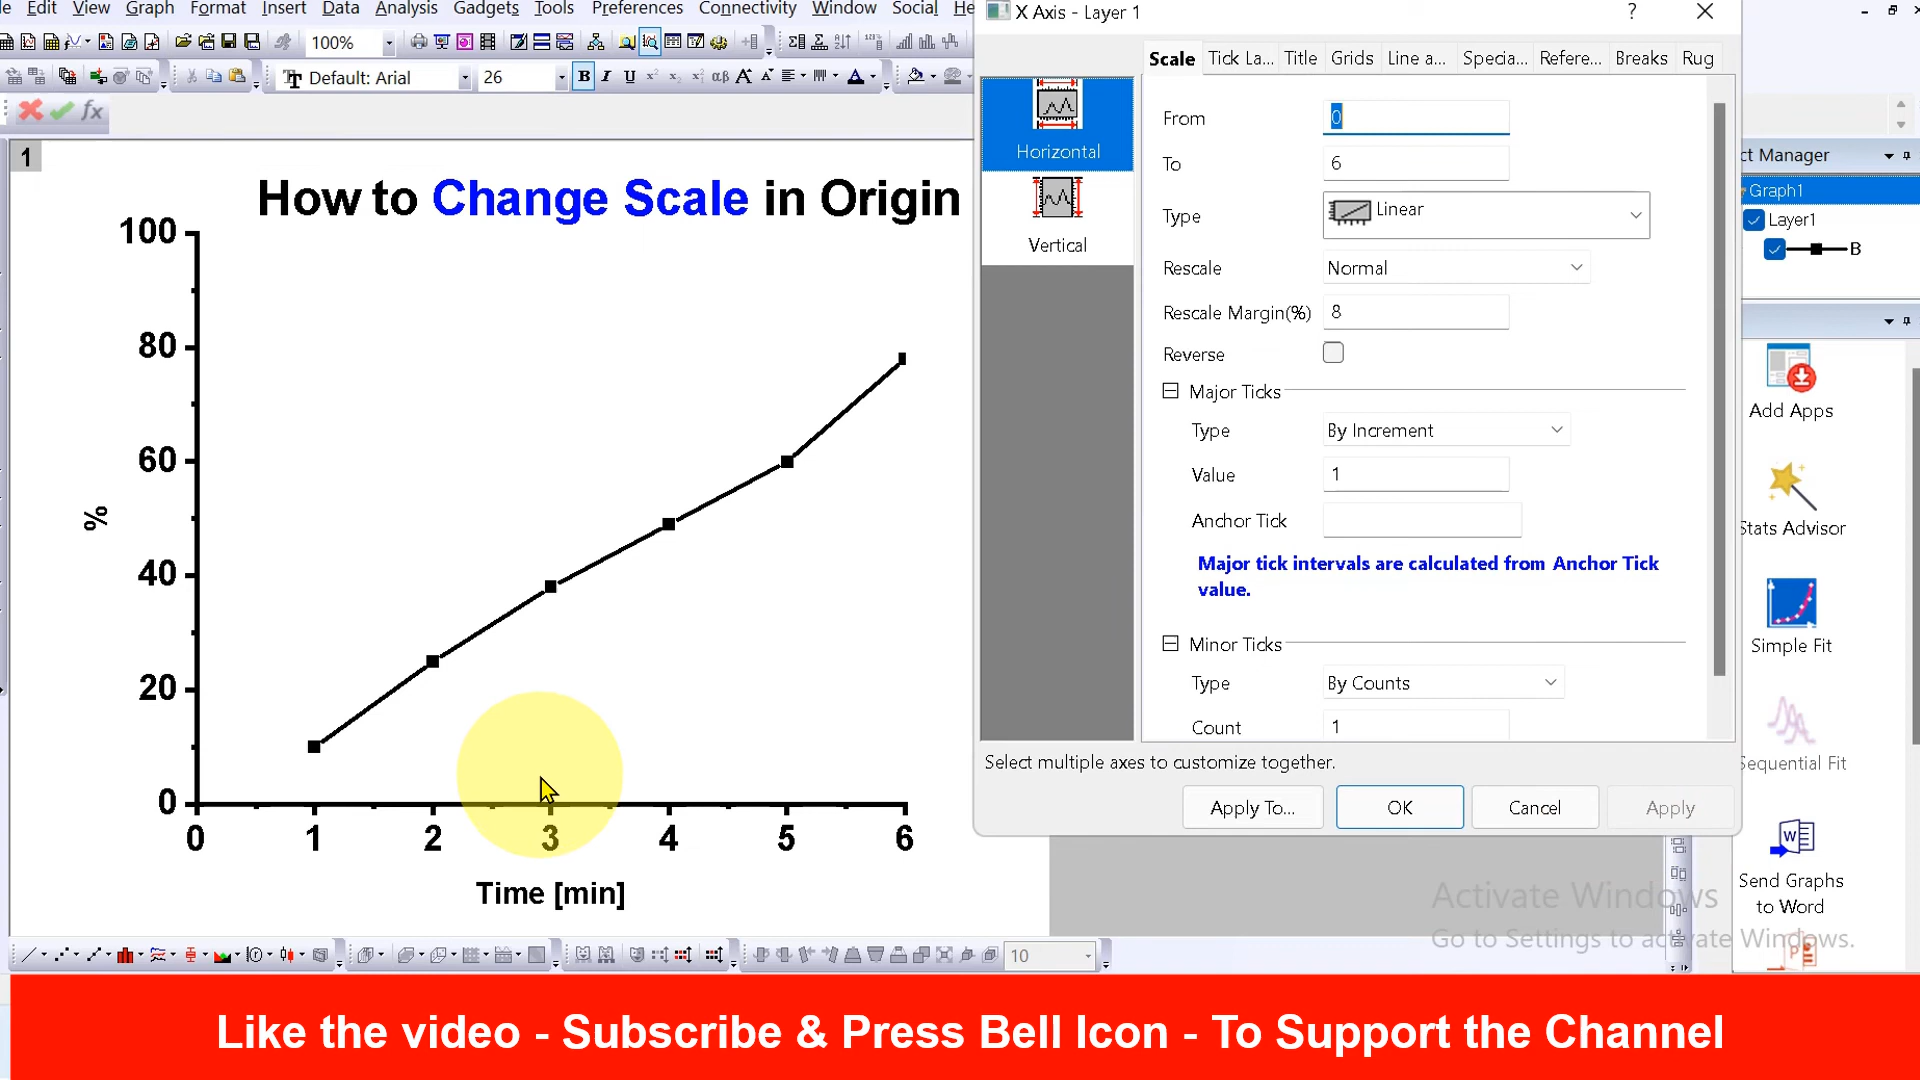 Edit View Graph Format Insert Data Analysis Gadgets Tools Preferences Connectivity Window Social He
100%
Default: Arial 26 B I U
fx
1
How to Change Scale in Origin
100
80
60
40
20
0
%
0 1 2 3 4 5 6
Time [min]
X Axis - Layer 1 ?
Scale Tick La... Title Grids Line a... Specia... Refere... Breaks Rug
Horizontal
Vertical
From 0
To 6
Type Linear
Rescale Normal
Rescale Margin(%) 8
Reverse
Major Ticks
Type By Increment
Value 1
Anchor Tick
Major tick intervals are calculated from Anchor Tick
value.
Minor Ticks
Type By Counts
Count 1
Select multiple axes to customize together.
Apply To... OK Cancel Apply
ct Manager
Graph1
Layer1
B
Add Apps
Stats Advisor
Simple Fit
Sequential Fit
Send Graphs
to Word
Activate Windows
Go to Settings to activate Windows.
10
Like the video - Subscribe & Press Bell Icon - To Support the Channel